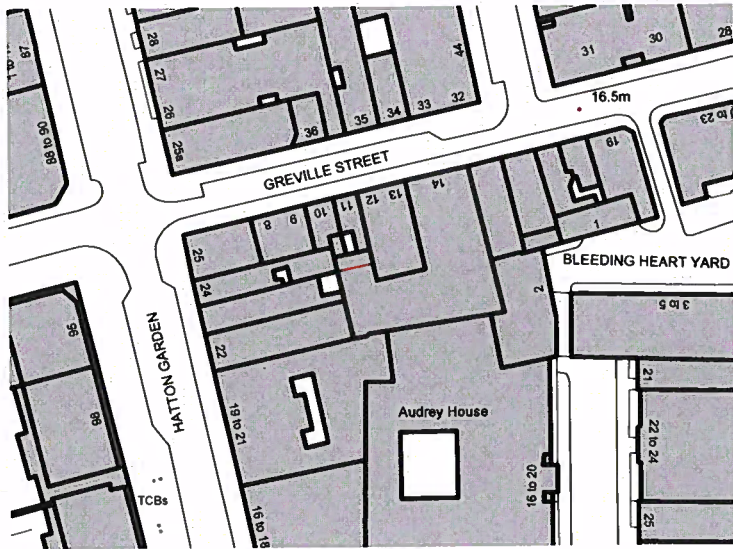 28
27
26
25a
36
35
34
33
32
44
31
30
28
16.5m
88 to 90
GREVILLE STREET
25
8
9
10
11
12
13
14
19
1
24
22
2
BLEEDING HEART YARD
3 to 5
HATTON GARDEN
19 to 21
Audrey House
21
22 to 24
16 to 20
25
TCBs
16 to 18